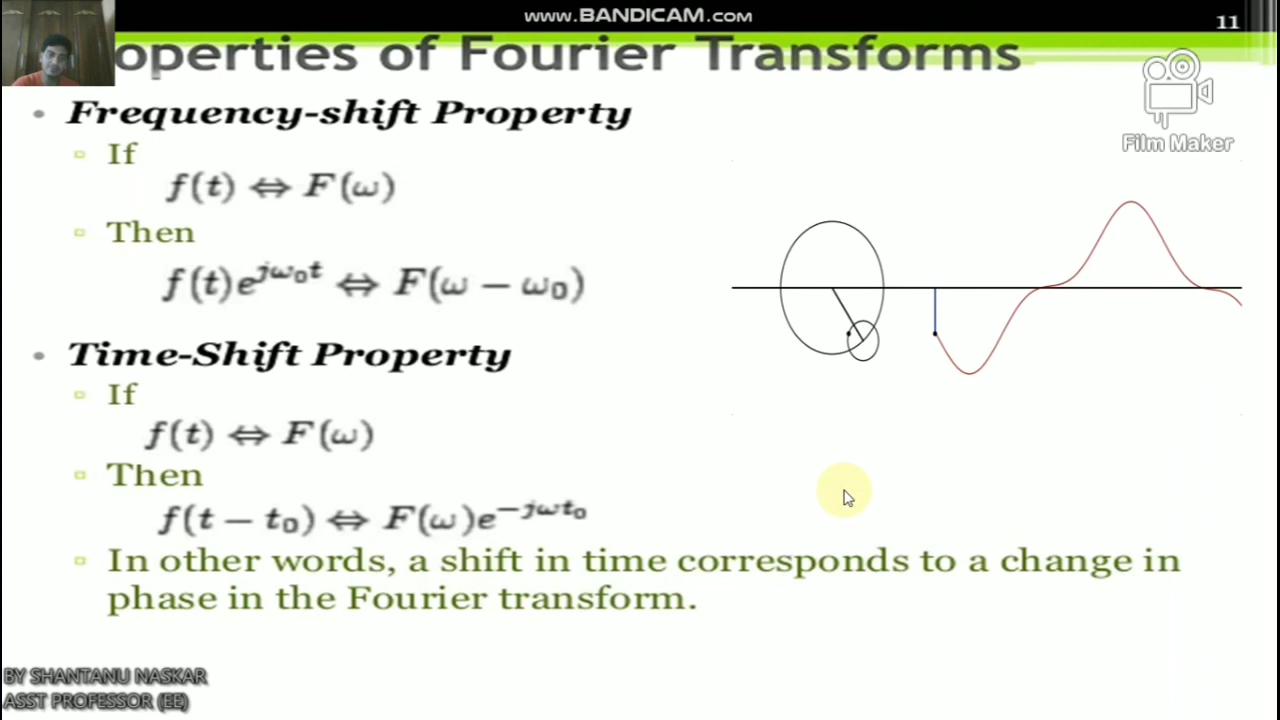 www.BANDICAM.com
11
operties of Fourier Transforms
Film Maker
• Frequency-shift Property
If
f(t) ⇔ F(ω)
Then
f(t)e^{jω₀t} ⇔ F(ω − ω₀)
• Time-Shift Property
If
f(t) ⇔ F(ω)
Then
f(t − t₀) ⇔ F(ω)e^{−jωt₀}
In other words, a shift in time corresponds to a change in
phase in the Fourier transform.
BY SHANTANU NASKAR
ASST PROFESSOR (EE)